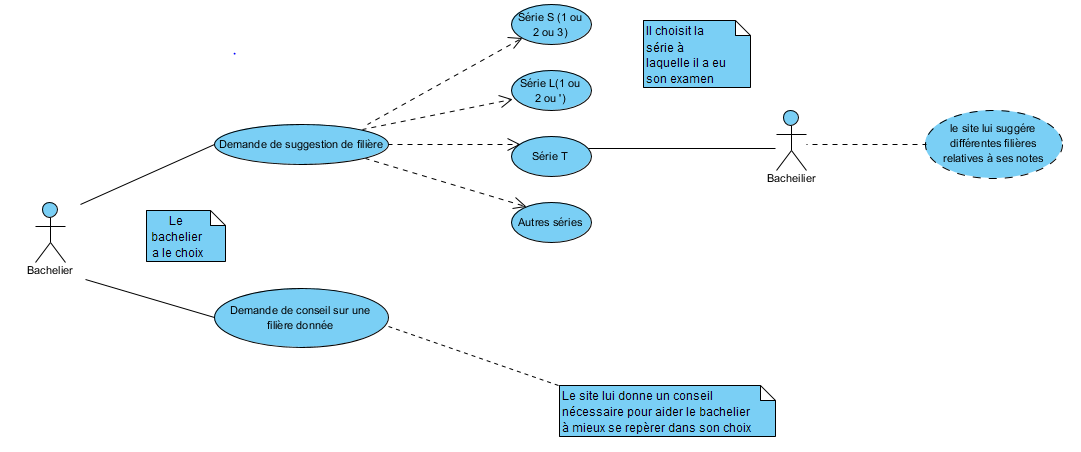 Série S (1 ou
2 ou 3)
Il choisit la
série à
laquelle il a eu
son examen
Série L(1 ou
2 ou ')
Demande de suggestion de filière
Série T
Bacheilier
le site lui suggére
différentes filières
relatives à ses notes
Autres séries
Bachelier
Le
bachelier
a le choix
Demande de conseil sur une
filière donnée
Le site lui donne un conseil
nécessaire pour aider le bachelier
à mieux se repèrer dans son choix